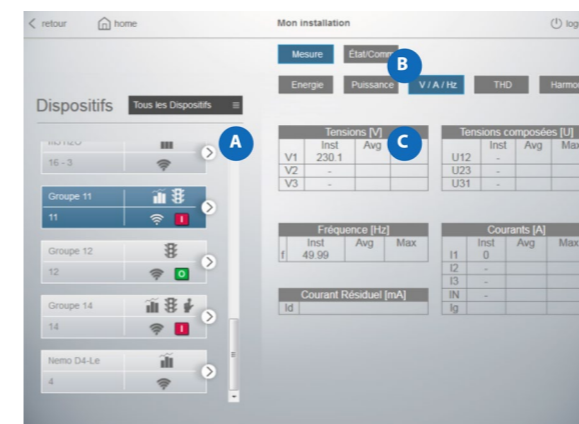 retour home Mon installation
Mesure État/Comm
B
Energie Puissance V / A / Hz THD Harmo
Dispositifs Tous les Dispositifs
A
C
16 - 3
Groupe 11
11
Groupe 12
12
Groupe 14
14
Nemo D4-Le
4
Tensions [V]
Inst Avg
V1 230.1
V2 -
V3 -
Tensions composées [U]
Inst Avg Max
U12 -
U23 -
U31 -
Fréquence [Hz]
Inst Avg Max
f 49.99
Courants [A]
Inst Avg Max
I1 0
I2 -
I3 -
IN -
Ig
Courant Résiduel [mA]
Id